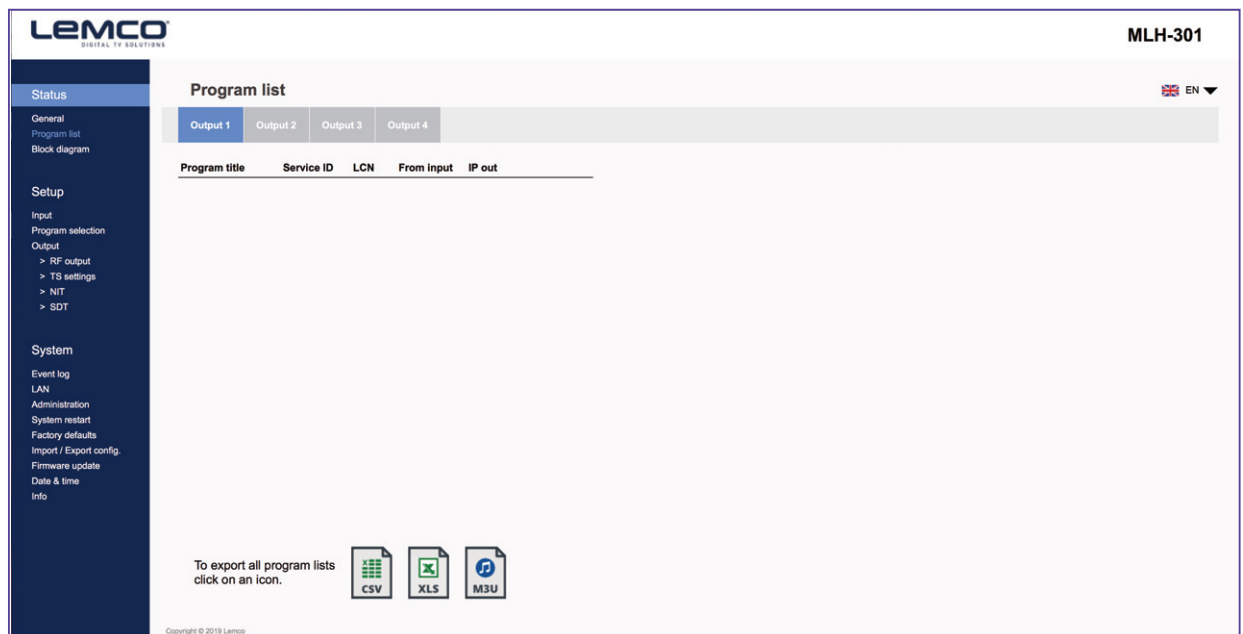 LEMCO
DIGITAL TV SOLUTIONS
MLH-301
Status
General
Program list
Block diagram
Setup
Input
Program selection
Output
> RF output
> TS settings
> NIT
> SDT
System
Event log
LAN
Administration
System restart
Factory defaults
Import / Export config.
Firmware update
Date & time
Info
Program list
EN
Output 1 Output 2 Output 3 Output 4
Program title Service ID LCN From input IP out
To export all program lists
click on an icon.
CSV XLS M3U
Copyright © 2019 Lemco